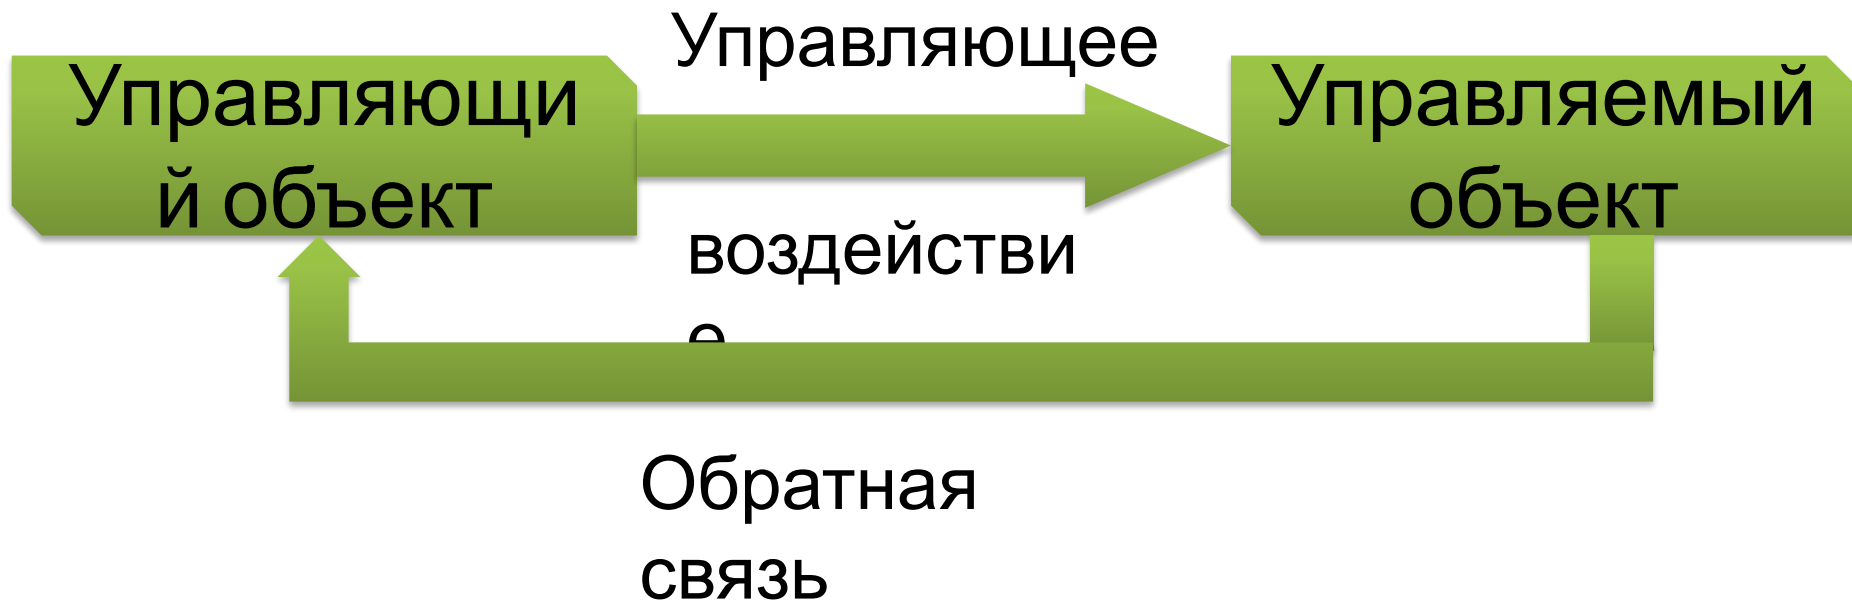 Управляющее
Управляющи
й объект
Управляемый
объект
воздействи
е
Обратная
связь